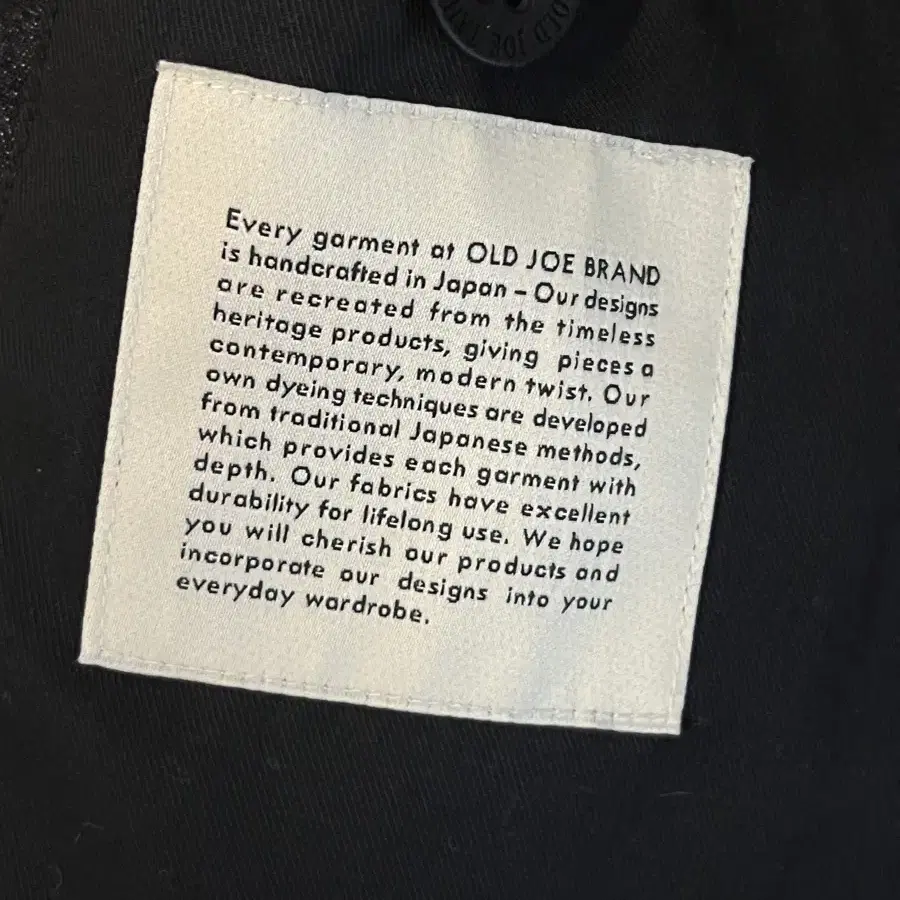 OLD JOE
Every garment at OLD JOE BRAND
is handcrafted in Japan – Our designs
are recreated from the timeless
heritage products, giving pieces a
contemporary, modern twist. Our
own dyeing techniques are developed
from traditional Japanese methods,
which provides each garment with
depth. Our fabrics have excellent
durability for lifelong use. We hope
you will cherish our products and
incorporate our designs into your
everyday wardrobe.